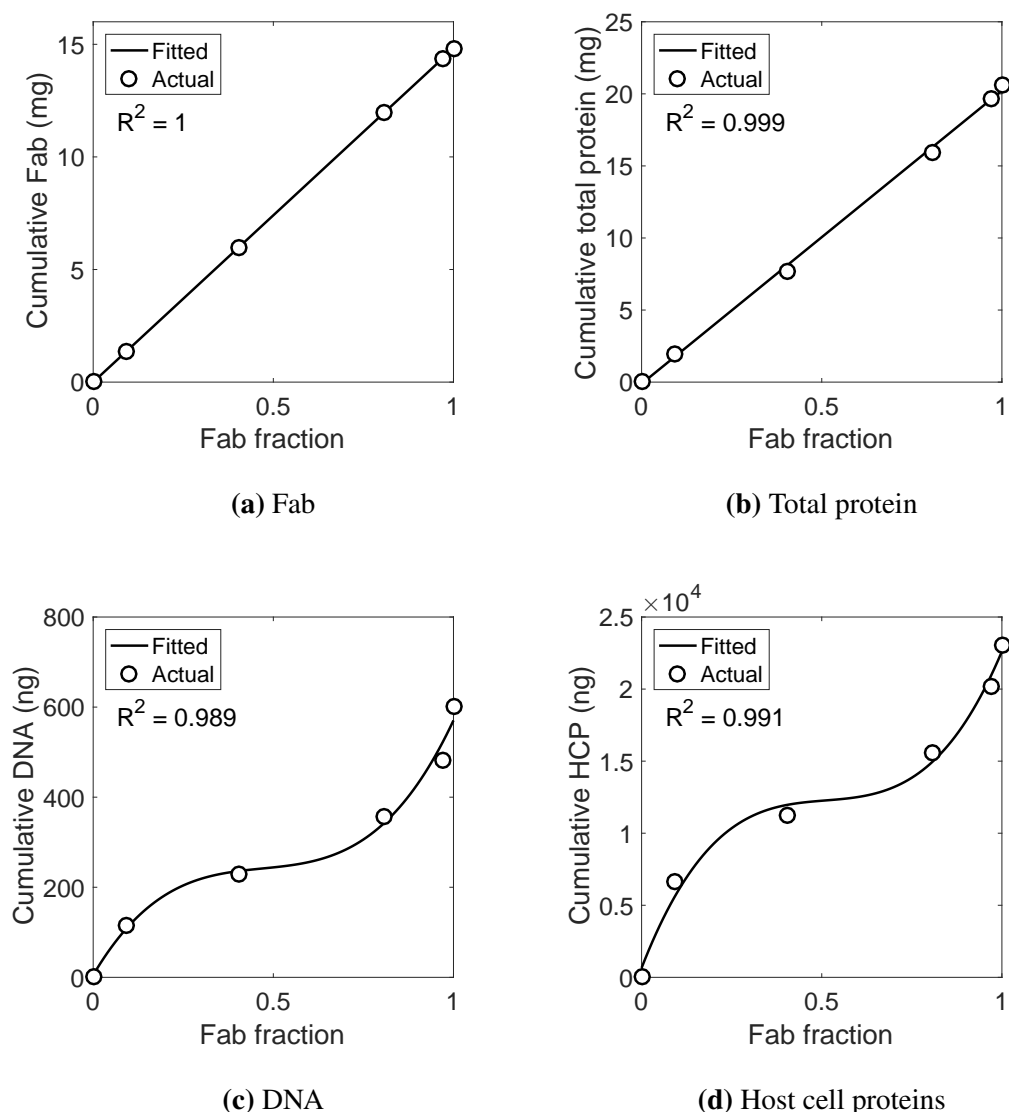 Cumulative Fab (mg)
15
10
5
0
0
0.5
1
Fitted
Actual
R² = 1
Fab fraction
(a) Fab
Cumulative total protein (mg)
25
20
15
10
5
0
0
0.5
1
Fitted
Actual
R² = 0.999
Fab fraction
(b) Total protein
Cumulative DNA (ng)
800
600
400
200
0
0
0.5
1
Fitted
Actual
R² = 0.989
Fab fraction
(c) DNA
Cumulative HCP (ng)
×10⁴
2.5
2
1.5
1
0.5
0
0
0.5
1
Fitted
Actual
R² = 0.991
Fab fraction
(d) Host cell proteins